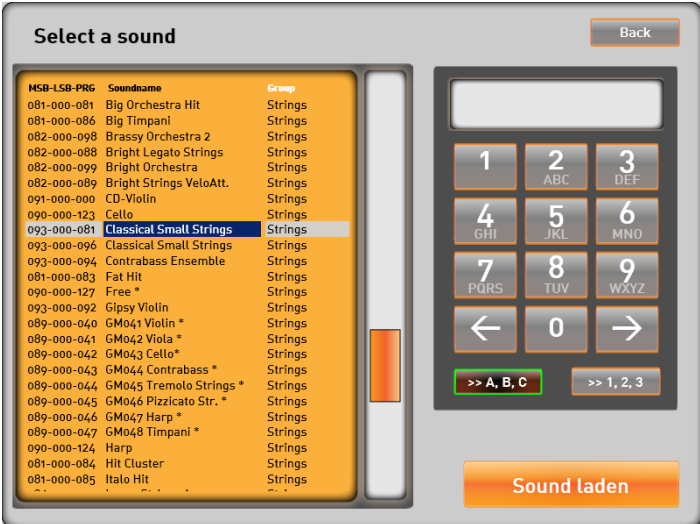 Select a sound
Back
MSB-LSB-PRG Soundname Group
081-000-081 Big Orchestra Hit Strings
081-000-086 Big Timpani Strings
082-000-098 Brassy Orchestra 2 Strings
082-000-088 Bright Legato Strings Strings
082-000-099 Bright Orchestra Strings
082-000-089 Bright Strings VeloAtt. Strings
091-000-000 CD-Violin Strings
090-000-123 Cello Strings
093-000-081 Classical Small Strings Strings
093-000-096 Classical Small Strings Strings
093-000-094 Contrabass Ensemble Strings
081-000-083 Fat Hit Strings
090-000-127 Free * Strings
093-000-092 Gipsy Violin Strings
089-000-040 GM041 Violin * Strings
089-000-041 GM042 Viola * Strings
089-000-042 GM043 Cello* Strings
089-000-043 GM044 Contrabass * Strings
089-000-044 GM045 Tremolo Strings * Strings
089-000-045 GM046 Pizzicato Str. * Strings
089-000-046 GM047 Harp * Strings
089-000-047 GM048 Timpani * Strings
090-000-124 Harp Strings
081-000-084 Hit Cluster Strings
081-000-085 Italo Hit Strings
1 2 3
ABC DEF
4 5 6
GHI JKL MNO
7 8 9
PQRS TUV WXYZ
← 0 →
>> A, B, C >> 1, 2, 3
Sound laden